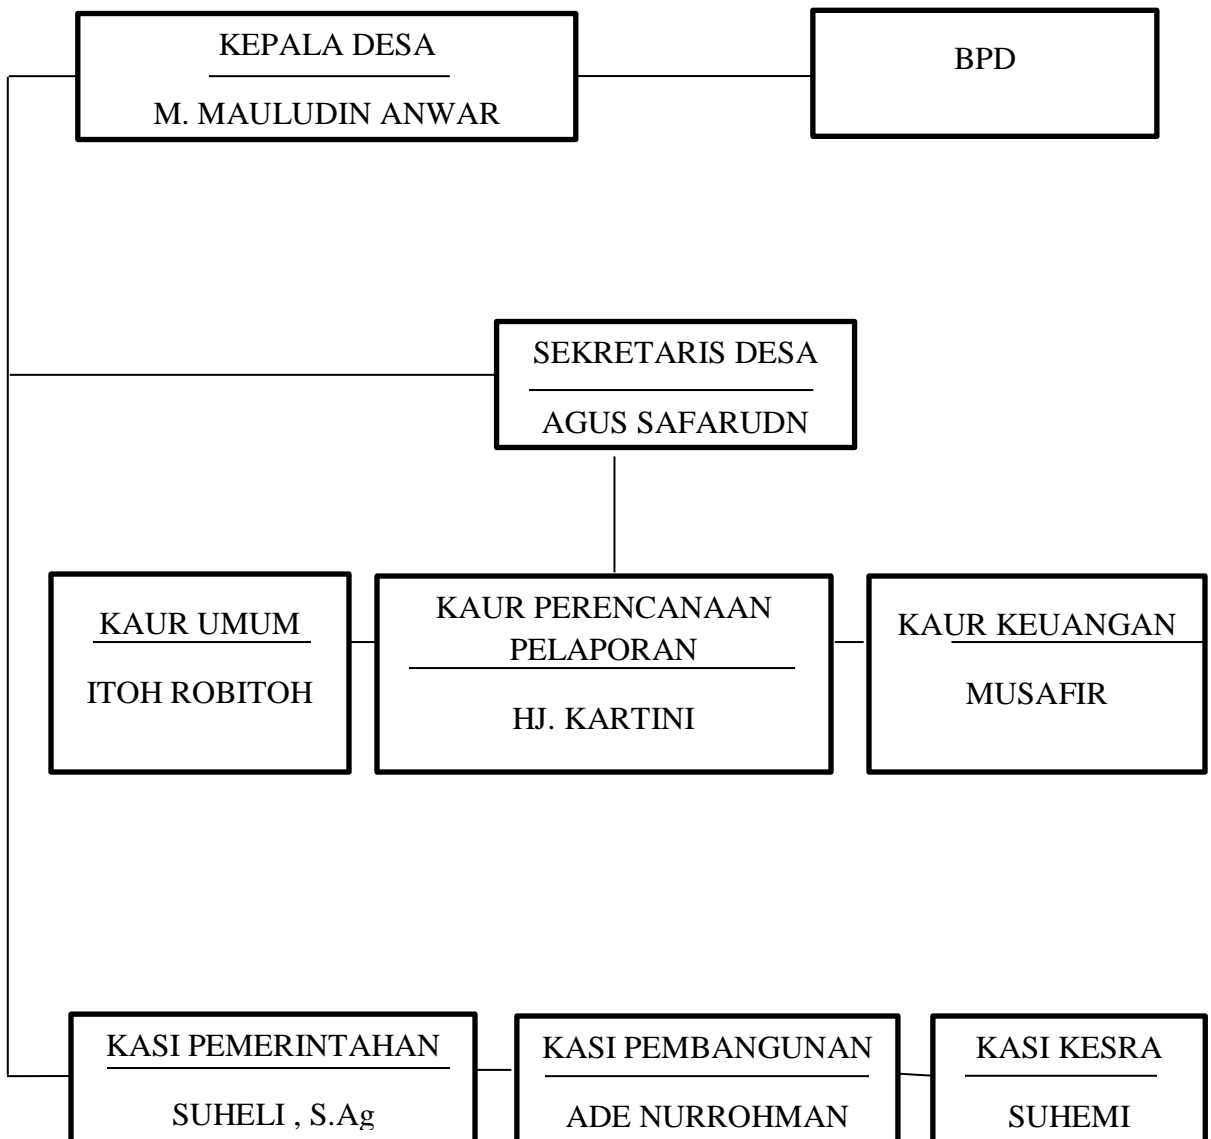 KEPALA DESA
M. MAULUDIN ANWAR
BPD
SEKRETARIS DESA
AGUS SAFARUDN
KAUR UMUM
ITOH ROBITOH
KAUR PERENCANAAN
PELAPORAN
HJ. KARTINI
KAUR KEUANGAN
MUSAFIR
KASI PEMERINTAHAN
SUHELI , S.Ag
KASI PEMBANGUNAN
ADE NURROHMAN
KASI KESRA
SUHEMI